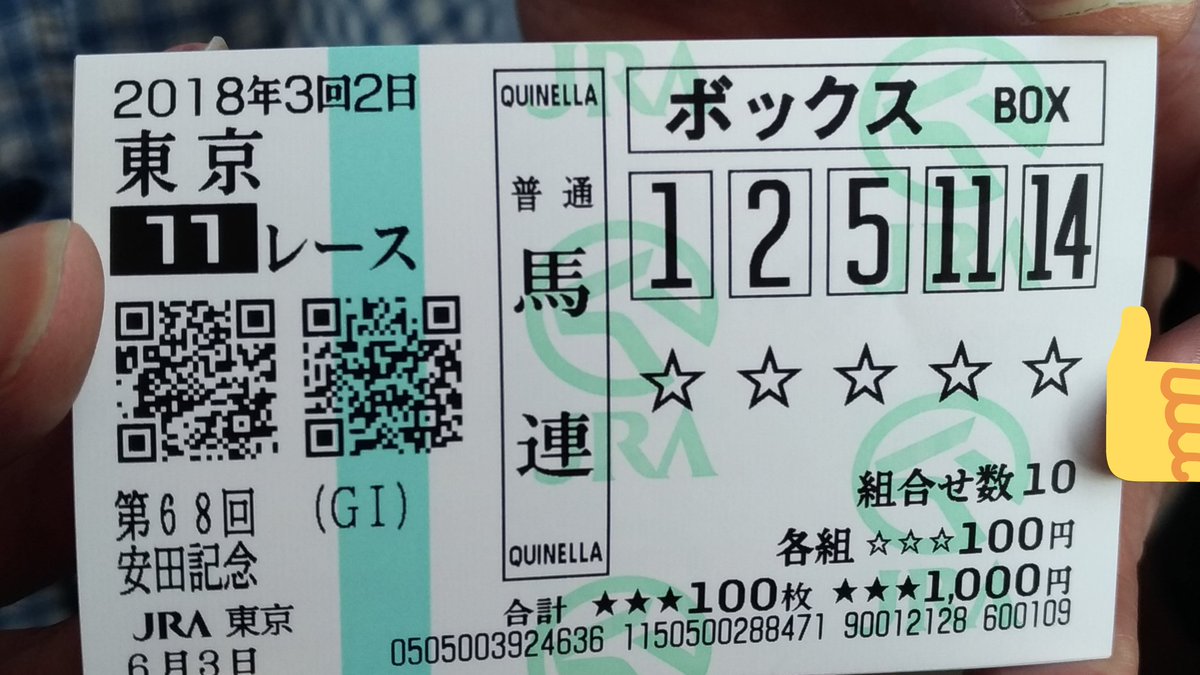 2018年3回2日
東京
11レース
第68回 (GI)
安田記念
JRA 東京
6月3日
QUINELLA
普通
馬連
QUINELLA
ボックス BOX
1 2 5 11 14
☆ ☆ ☆ ☆ ☆
組合せ数10
各組 ☆☆☆100円
合計 ★★★100枚 ★★★1,000円
0505003924636 1150500288471 90012128 600109
JRA
JRA